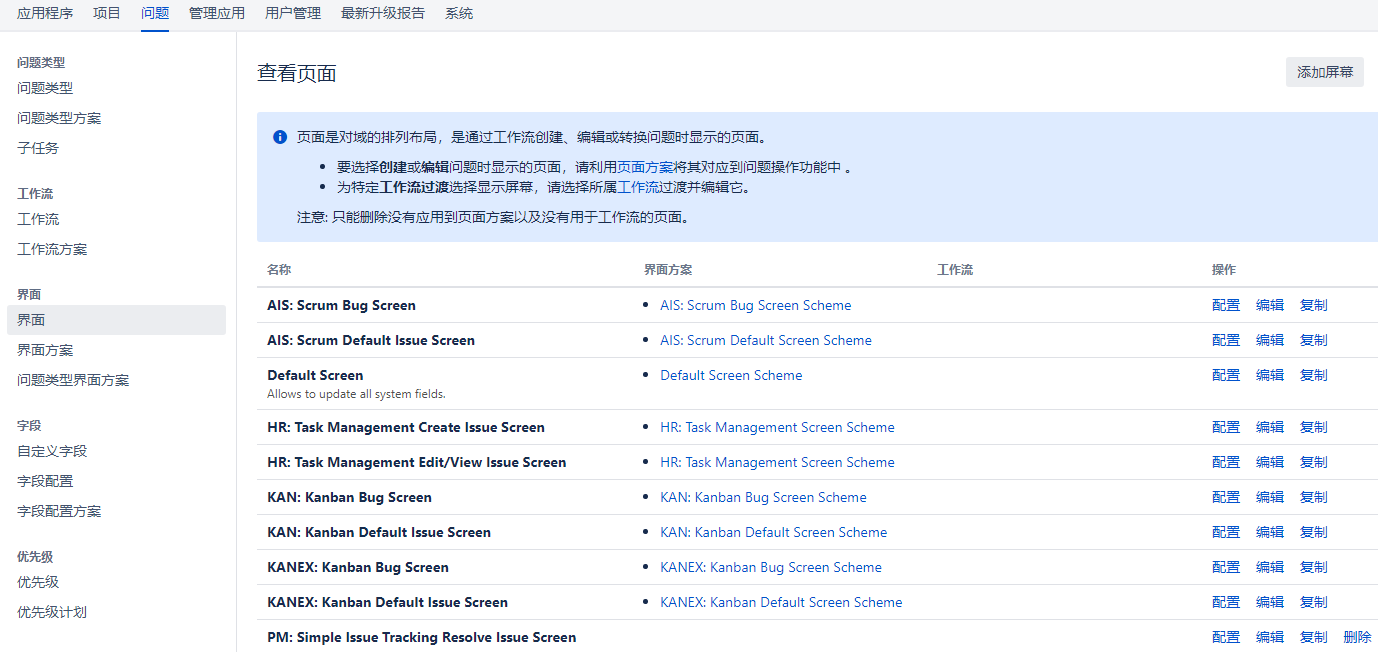 应用程序 项目 问题 管理应用 用户管理 最新升级报告 系统
问题类型
问题类型
问题类型方案
子任务
工作流
工作流
工作流方案
界面
界面
界面方案
问题类型界面方案
字段
自定义字段
字段配置
字段配置方案
优先级
优先级
优先级计划
查看页面
添加屏幕
页面是对域的排列布局，是通过工作流创建、编辑或转换问题时显示的页面。
• 要选择创建或编辑问题时显示的页面，请利用页面方案将其对应到问题操作功能中 。
• 为特定工作流过渡选择显示屏幕，请选择所属工作流过渡并编辑它。
注意: 只能删除没有应用到页面方案以及没有用于工作流的页面。
名称 界面方案 工作流 操作
AIS: Scrum Bug Screen • AIS: Scrum Bug Screen Scheme 配置 编辑 复制
AIS: Scrum Default Issue Screen • AIS: Scrum Default Screen Scheme 配置 编辑 复制
Default Screen • Default Screen Scheme 配置 编辑 复制
Allows to update all system fields.
HR: Task Management Create Issue Screen • HR: Task Management Screen Scheme 配置 编辑 复制
HR: Task Management Edit/View Issue Screen • HR: Task Management Screen Scheme 配置 编辑 复制
KAN: Kanban Bug Screen • KAN: Kanban Bug Screen Scheme 配置 编辑 复制
KAN: Kanban Default Issue Screen • KAN: Kanban Default Screen Scheme 配置 编辑 复制
KANEX: Kanban Bug Screen • KANEX: Kanban Bug Screen Scheme 配置 编辑 复制
KANEX: Kanban Default Issue Screen • KANEX: Kanban Default Screen Scheme 配置 编辑 复制
PM: Simple Issue Tracking Resolve Issue Screen 配置 编辑 复制 删除